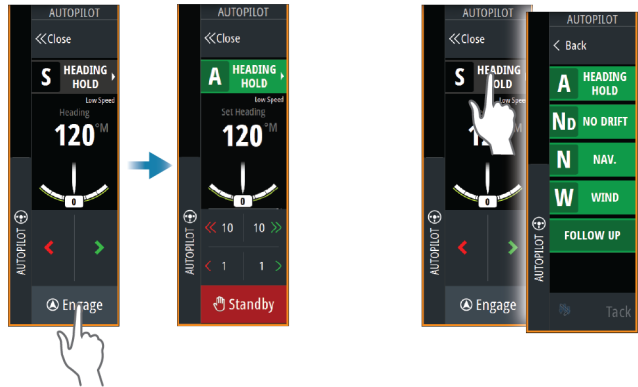 AUTOPILOT
<<Close
S HEADING HOLD
Low Speed
Heading
120°M
0
AUTOPILOT
Engage
AUTOPILOT
<<Close
A HEADING HOLD
Low Speed
Set Heading
120°M
0
<< 10 10 >>
< 1 1 >
AUTOPILOT
Standby
AUTOPILOT
<<Close
S HEADING HOLD
Low Spee
0
AUTOPILOT
Engage
AUTOPILOT
< Back
A HEADING HOLD
ND NO DRIFT
N NAV.
W WIND
FOLLOW UP
AUTOPILOT
Tack